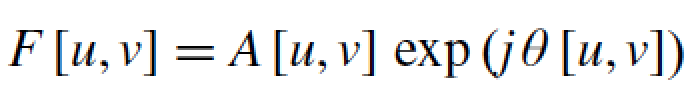 F [u, v] = A [u, v] exp (jθ [u, v])